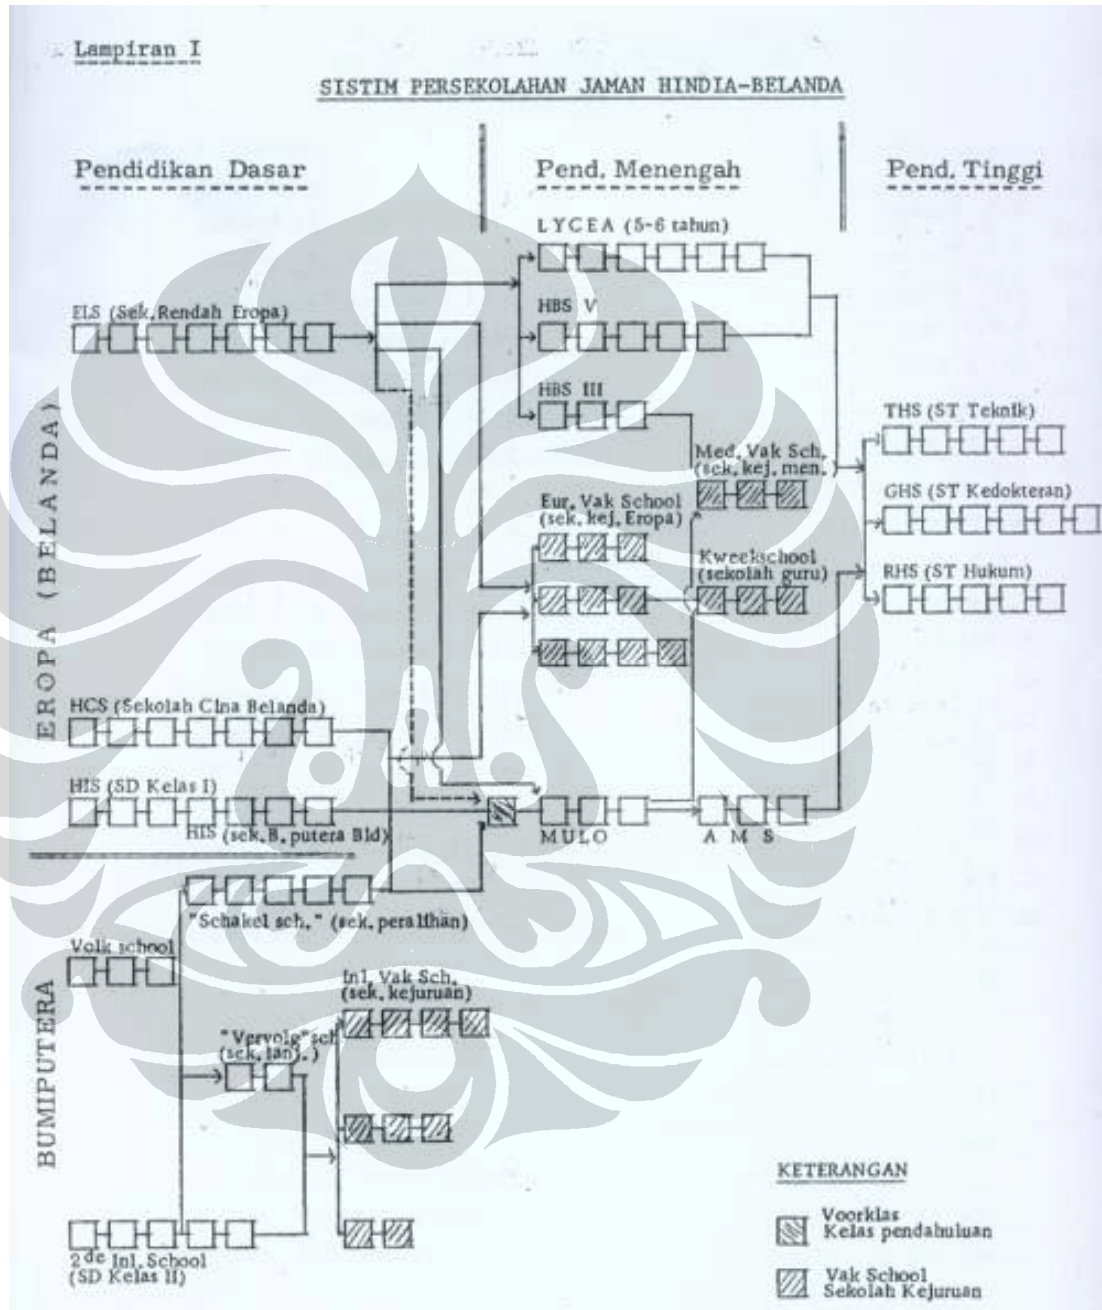 Lampiran I
SISTIM PERSEKOLAHAN JAMAN HINDIA-BELANDA
Pendidikan Dasar
Pend. Menengah
Pend. Tinggi
LYCEA (5-6 tahun)
ELS (Sek. Rendah Eropa)
HBS V
HBS III
THS (ST Teknik)
Med. Vak Sch.
(sek. kej. men.)
GHS (ST Kedokteran)
Eur. Vak School
(sek. kej. Eropa)
Kweekschool
(sekolah guru)
RHS (ST Hukum)
EROPA (BELANDA)
HCS (Sekolah Cina Belanda)
HIS (SD Kelas I)
HIS (sek. B. putera Bld)
MULO
A M S
"Schakel sch." (sek. peralihan)
Volk school
Inl. Vak Sch.
(sek. kejuruan)
"Vervolg" sch
(sek. lanj.)
BUMIPUTERA
2de Inl. School
(SD Kelas II)
KETERANGAN
Voorklas
Kelas pendahuluan
Vak School
Sekolah Kejuruan